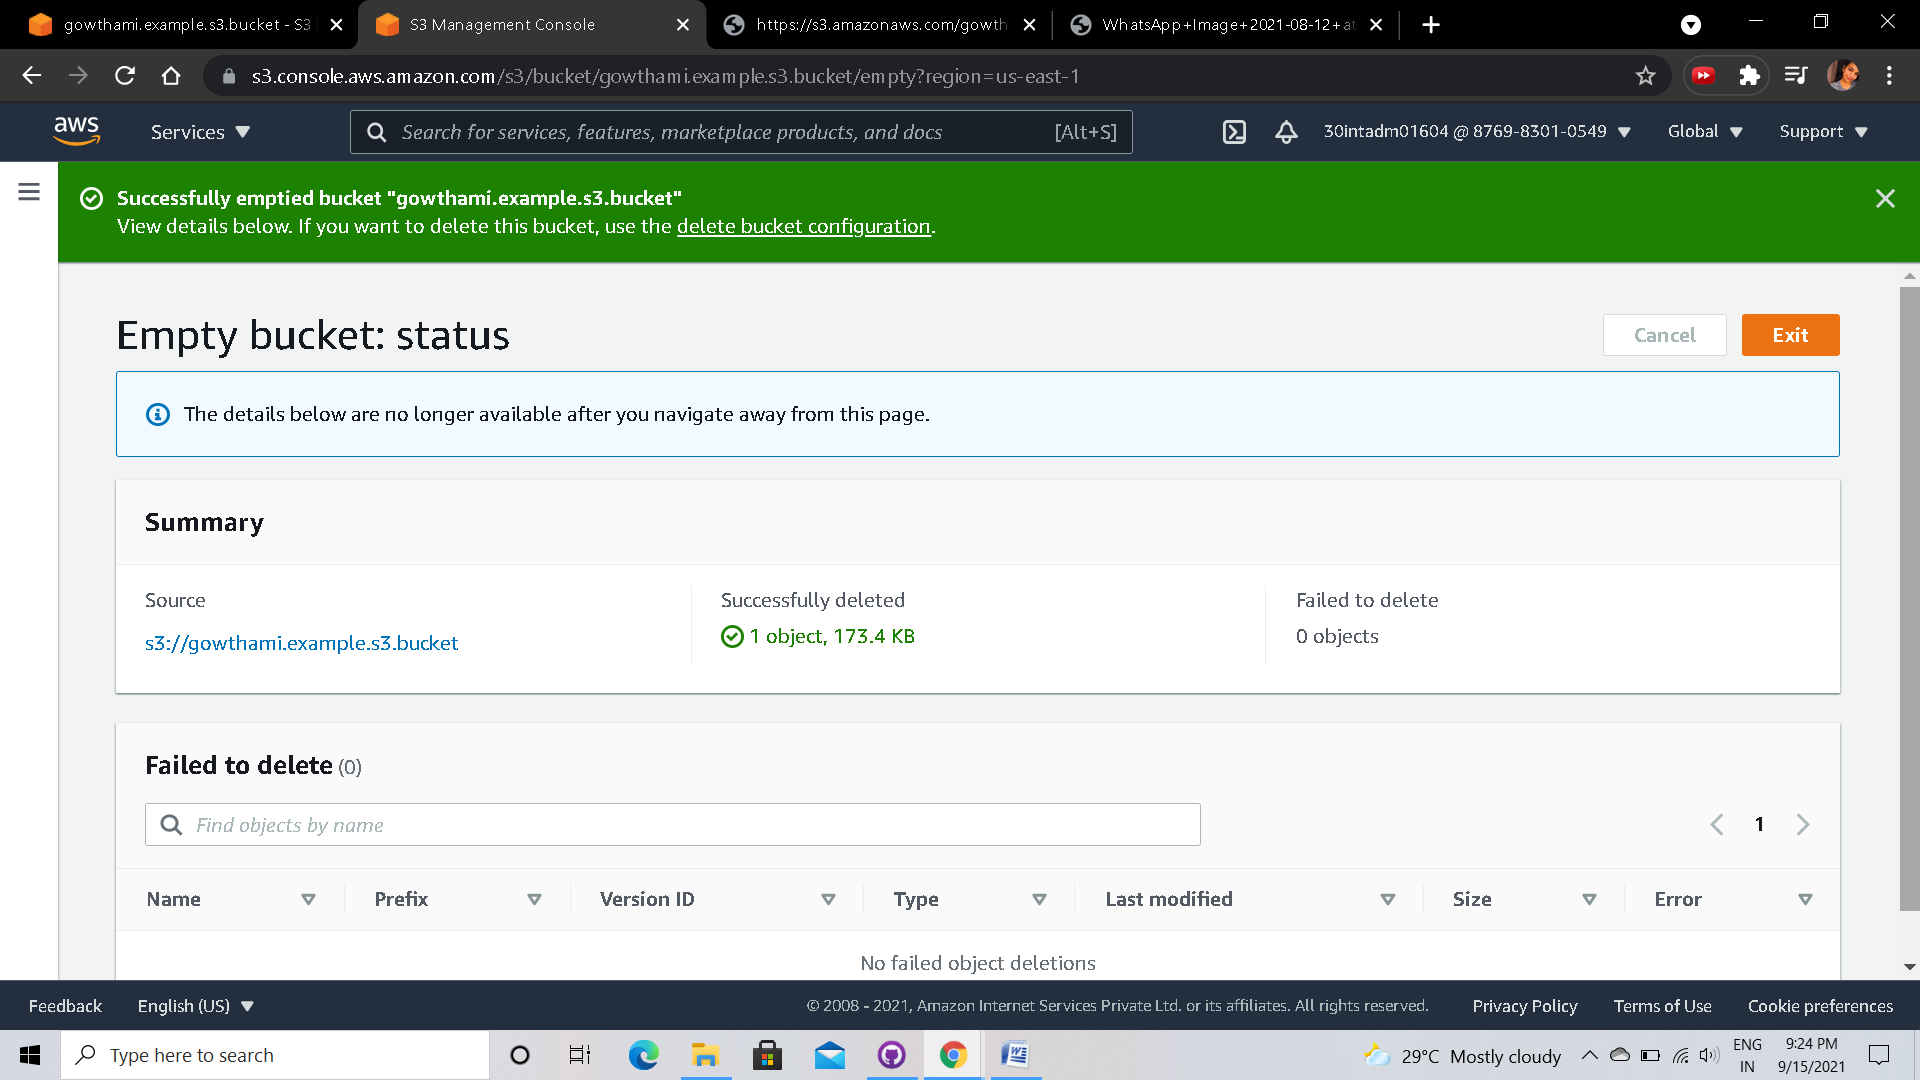 gowthami.example.s3.bucket - S3
S3 Management Console
https://s3.amazonaws.com/gowth
WhatsApp+Image+2021-08-12+at
s3.console.aws.amazon.com/s3/bucket/gowthami.example.s3.bucket/empty?region=us-east-1
aws
Services
Search for services, features, marketplace products, and docs
[Alt+S]
30intadm01604 @ 8769-8301-0549
Global
Support
Successfully emptied bucket "gowthami.example.s3.bucket"
View details below. If you want to delete this bucket, use the delete bucket configuration.
Empty bucket: status
Cancel
Exit
The details below are no longer available after you navigate away from this page.
Summary
Source
s3://gowthami.example.s3.bucket
Successfully deleted
1 object, 173.4 KB
Failed to delete
0 objects
Failed to delete (0)
Find objects by name
1
Name
Prefix
Version ID
Type
Last modified
Size
Error
No failed object deletions
Feedback
English (US)
© 2008 - 2021, Amazon Internet Services Private Ltd. or its affiliates. All rights reserved.
Privacy Policy
Terms of Use
Cookie preferences
Type here to search
29°C Mostly cloudy
ENG
IN
9:24 PM
9/15/2021